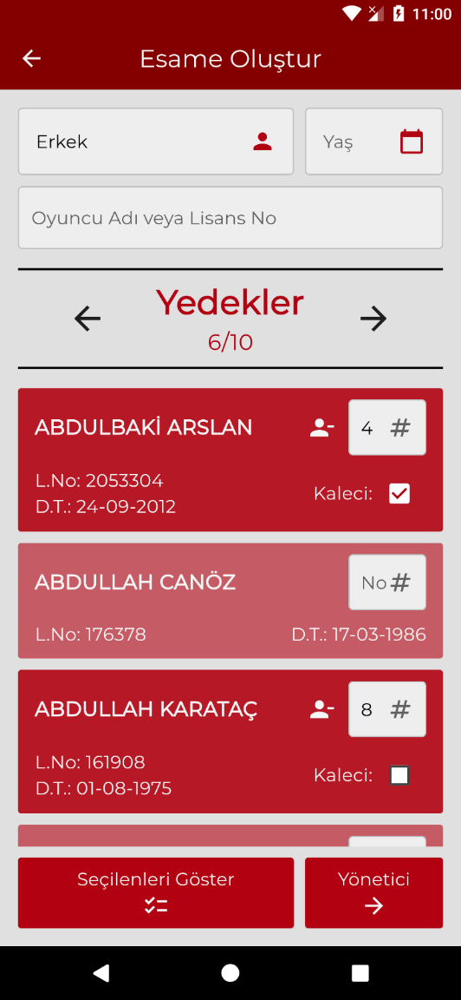 11:00
Esame Oluştur
Erkek
Yaş
Oyuncu Adı veya Lisans No
Yedekler
6/10
ABDULBAKİ ARSLAN
4 #
L.No: 2053304
Kaleci:
D.T.: 24-09-2012
ABDULLAH CANÖZ
No #
L.No: 176378
D.T.: 17-03-1986
ABDULLAH KARATAÇ
8 #
L.No: 161908
Kaleci:
D.T.: 01-08-1975
Seçilenleri Göster
Yönetici